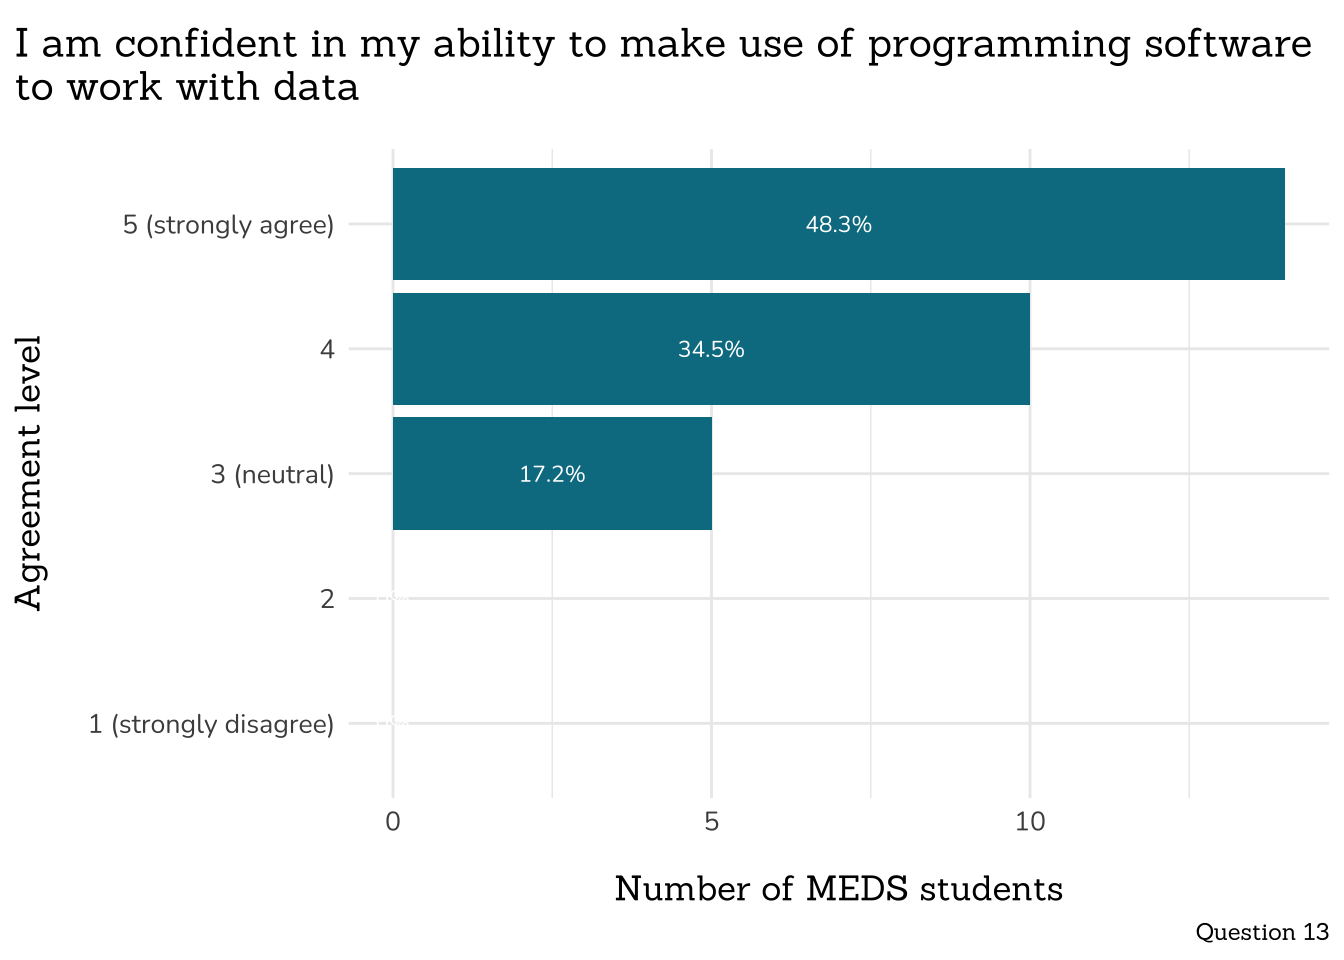 I am confident in my ability to make use of programming software
to work with data
5 (strongly agree)
48.3%
4
34.5%
3 (neutral)
17.2%
2
1 (strongly disagree)
Agreement level
0 5 10
Number of MEDS students
Question 13